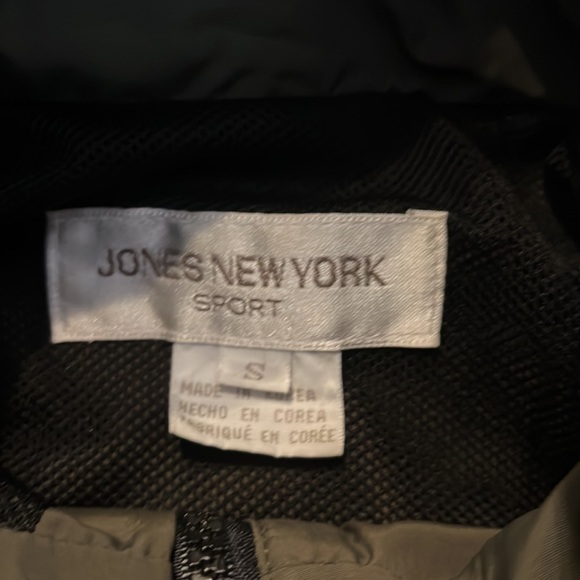 JONES NEW YORK
SPORT
S
MADE IN KOREA
HECHO EN COREA
FABRIQUÉ EN CORÉE